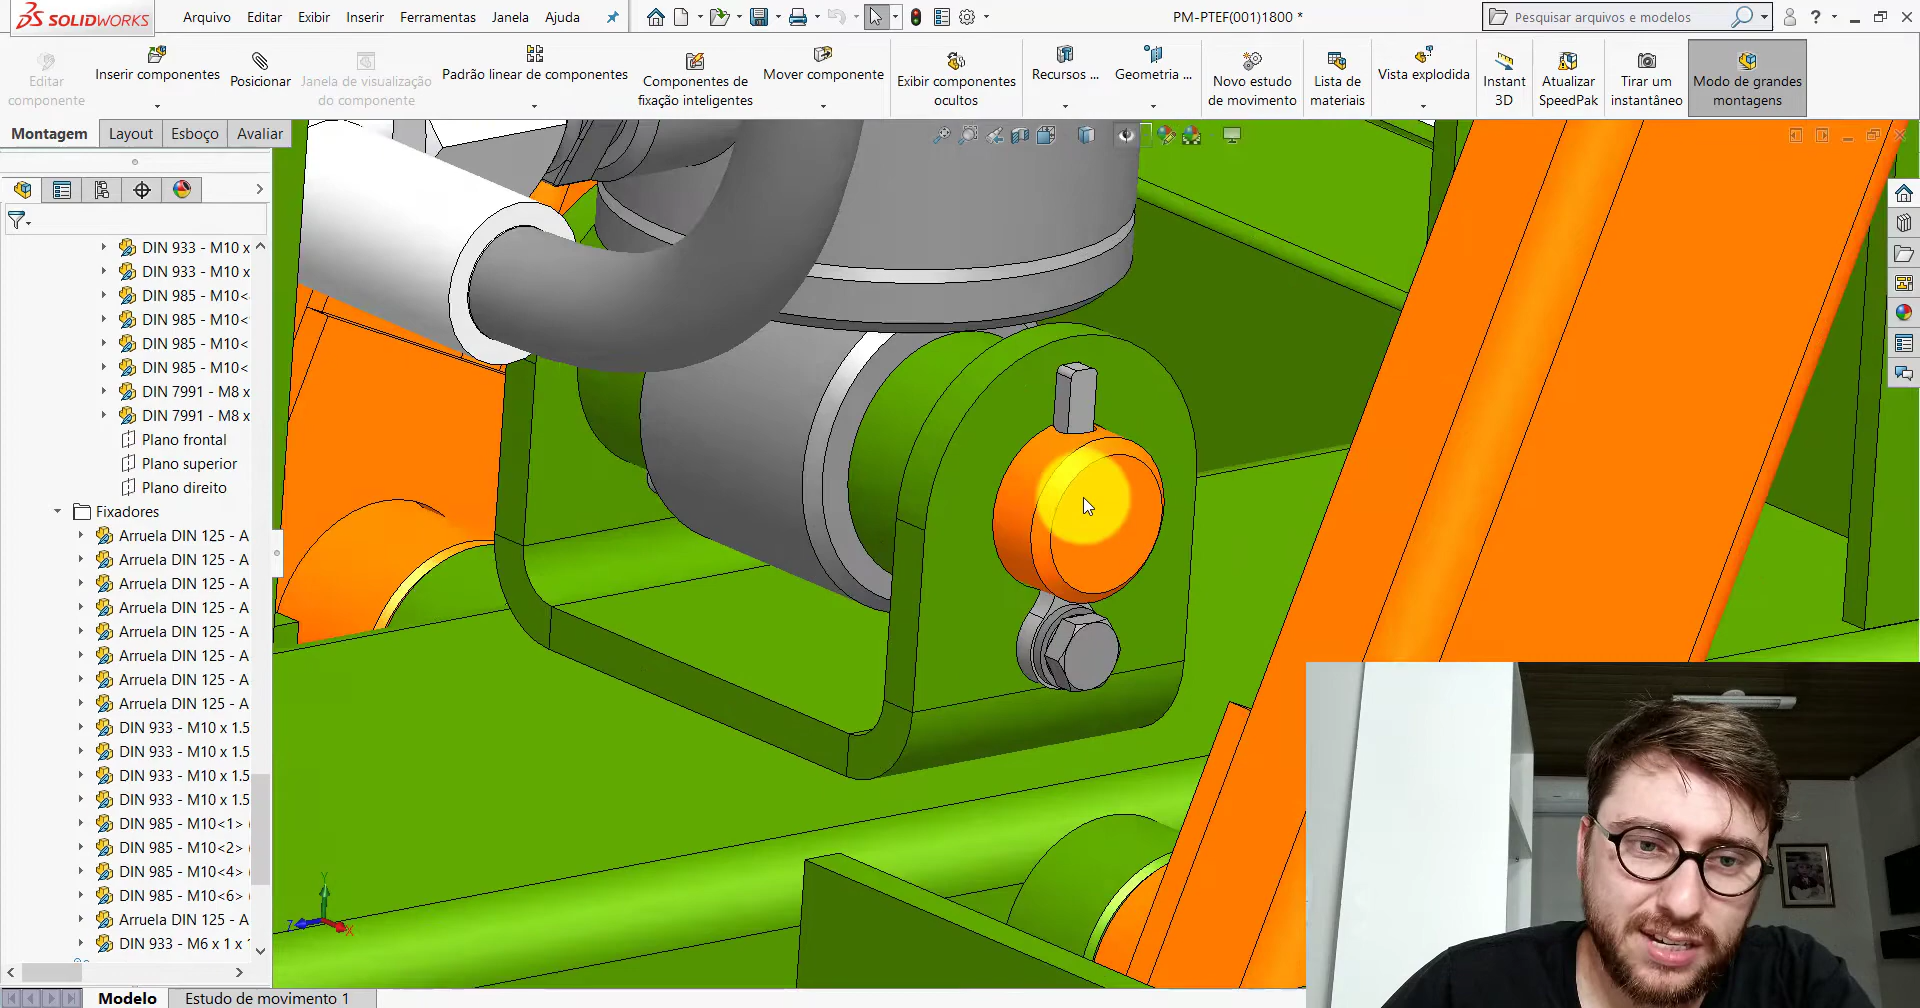 SOLIDWORKS
Arquivo
Editar
Exibir
Inserir
Ferramentas
Janela
Ajuda
PM-PTEF(001)1800 *
Pesquisar arquivos e modelos
?
Editar
componente
Inserir componentes
Posicionar
Janela de visualização
do componente
Padrão linear de componentes
Componentes de
fixação inteligentes
Mover componente
Exibir componentes
ocultos
Recursos ...
Geometria ...
Novo estudo
de movimento
Lista de
materiais
Vista explodida
Instant
3D
Atualizar
SpeedPak
Tirar um
instantâneo
Modo de grandes
montagens
Montagem
Layout
Esboço
Avaliar
DIN 933 - M10 x
DIN 933 - M10 x
DIN 985 - M10<
DIN 985 - M10<
DIN 985 - M10<
DIN 985 - M10<
DIN 7991 - M8 x
DIN 7991 - M8 x
Plano frontal
Plano superior
Plano direito
Fixadores
Arruela DIN 125 - A
Arruela DIN 125 - A
Arruela DIN 125 - A
Arruela DIN 125 - A
Arruela DIN 125 - A
Arruela DIN 125 - A
Arruela DIN 125 - A
Arruela DIN 125 - A
DIN 933 - M10 x 1.5
DIN 933 - M10 x 1.5
DIN 933 - M10 x 1.5
DIN 933 - M10 x 1.5
DIN 985 - M10<1> (
DIN 985 - M10<2> (
DIN 985 - M10<4> (
DIN 985 - M10<6> (
Arruela DIN 125 - A
DIN 933 - M6 x 1 x
Y
Z
X
Modelo
Estudo de movimento 1